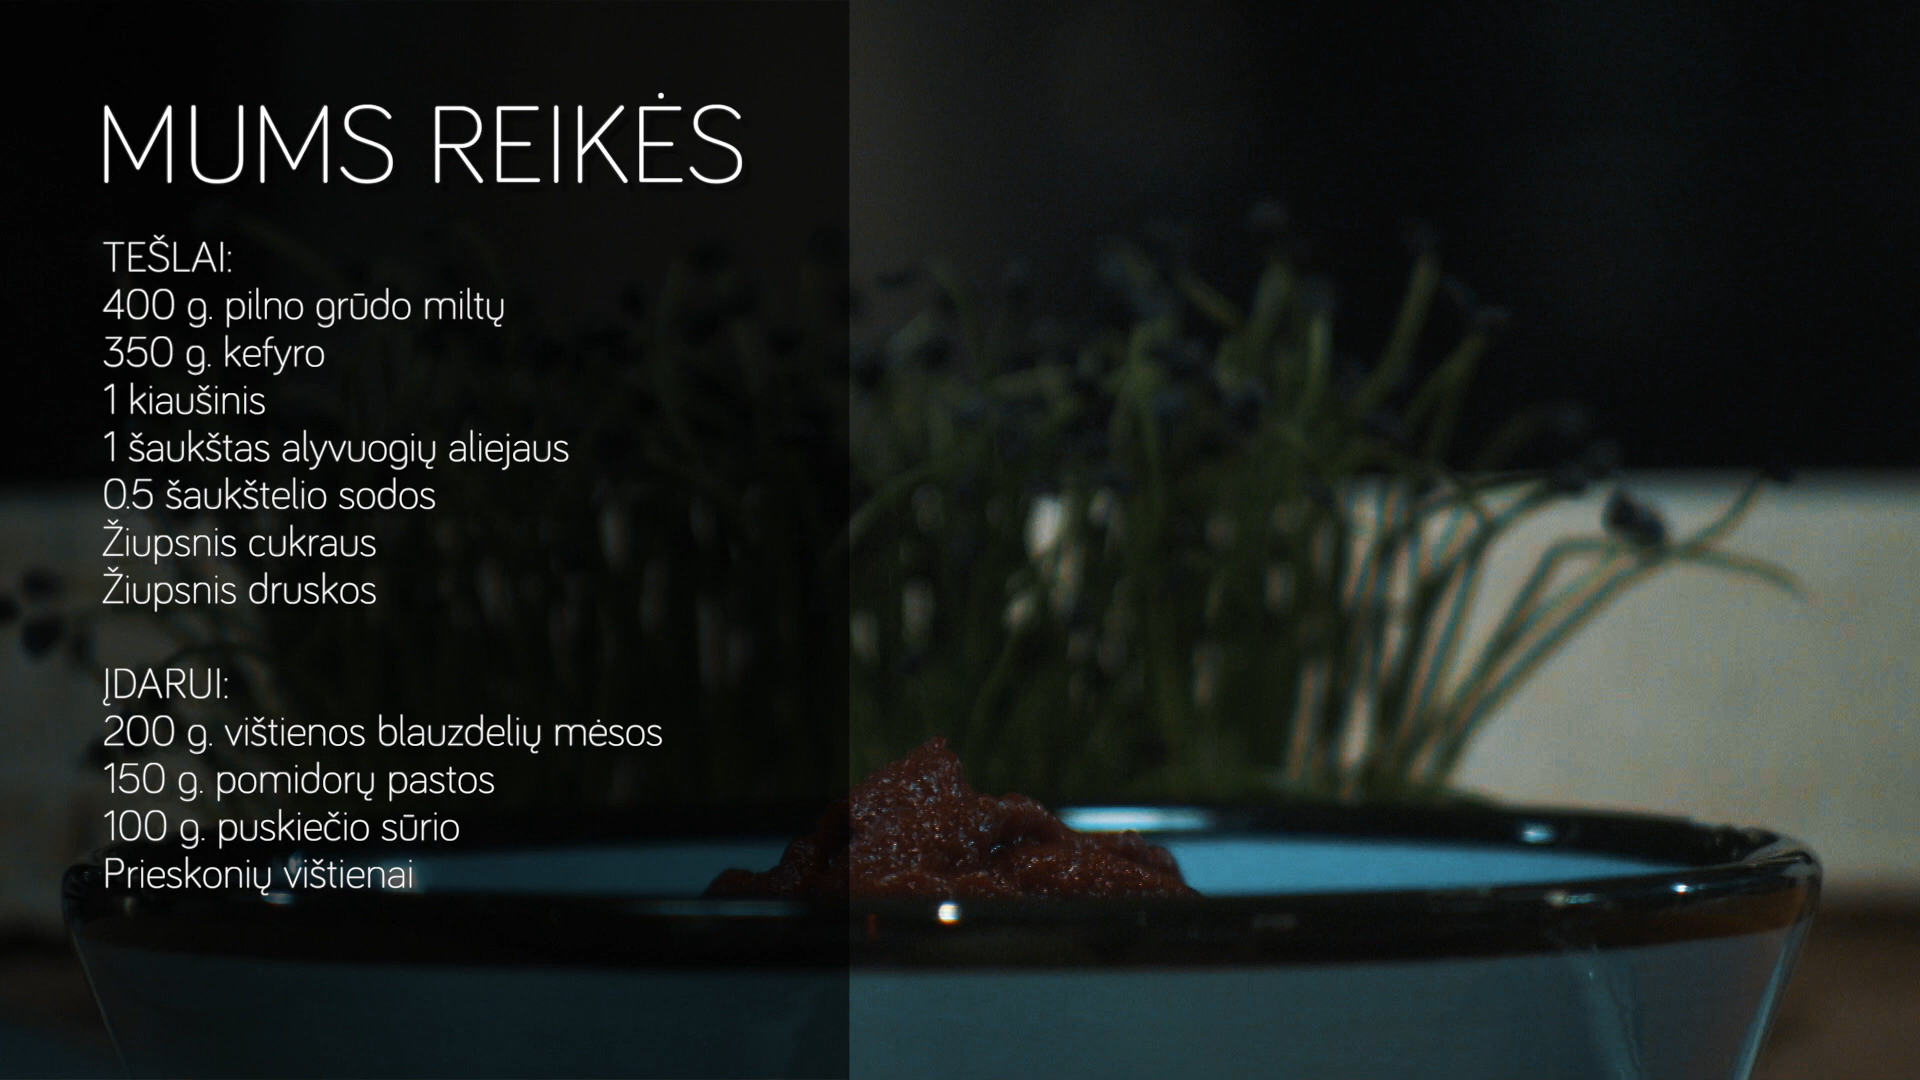 MUMS REIKĖS
TEŠLAI:
400 g. pilno grūdo miltų
350 g. kefyro
1 kiaušinis
1 šaukštas alyvuogių aliejaus
0.5 šaukštelio sodos
Žiupsnis cukraus
Žiupsnis druskos
ĮDARUI:
200 g. vištienos blauzdelių mėsos
150 g. pomidorų pastos
100 g. puskiečio sūrio
Prieskonių vištienai